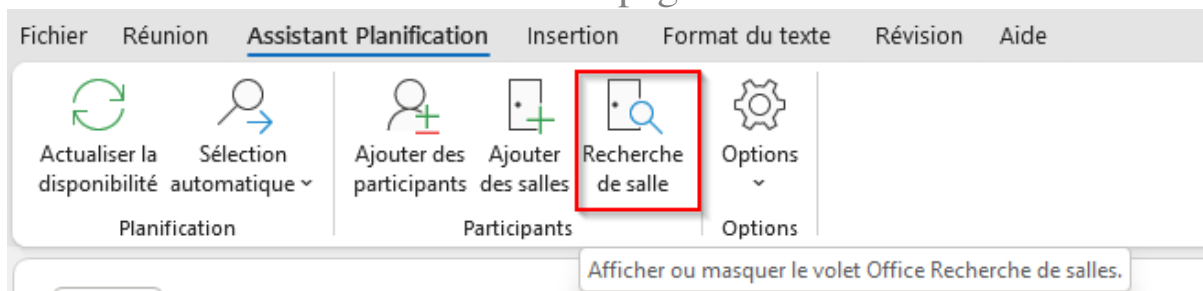 pag
Fichier Réunion Assistant Planification Insertion Format du texte Révision Aide
Actualiser la Sélection Ajouter des Ajouter Recherche Options
disponibilité automatique participants des salles de salle
Planification Participants Options
Afficher ou masquer le volet Office Recherche de salles.